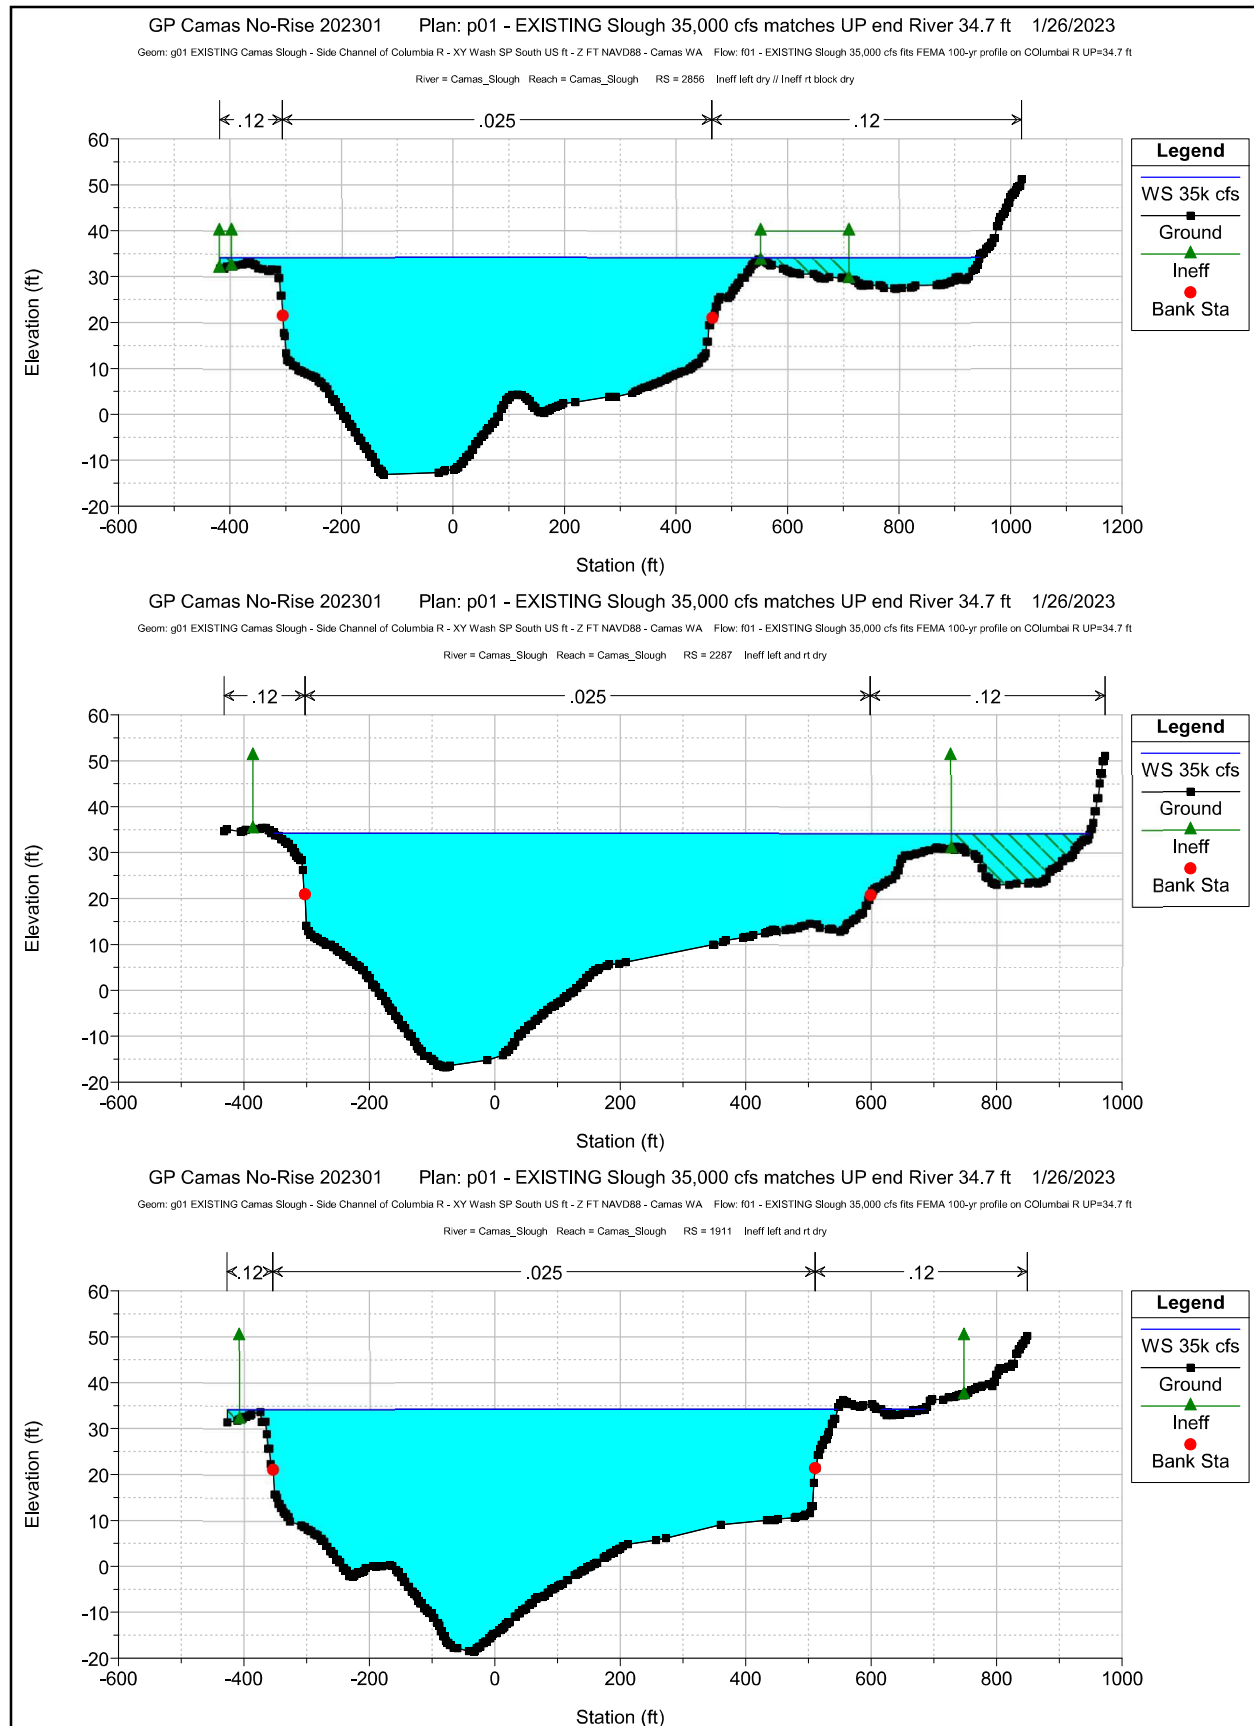 GP Camas No-Rise 202301 Plan: p01 - EXISTING Slough 35,000 cfs matches UP end River 34.7 ft 1/26/2023
Geom: g01 EXISTING Camas Slough - Side Channel of Columbia R - XY Wash SP South US ft - Z FT NAVD88 - Camas WA Flow: f01 - EXISTING Slough 35,000 cfs fits FEMA 100-yr profile on COlumbai R UP=34.7 ft
River = Camas_Slough Reach = Camas_Slough RS = 2856 Ineff left dry // Ineff rt block dry
.12 .025 .12
60
50
40
30
20
10
0
-10
-20
Elevation (ft)
-600 -400 -200 0 200 400 600 800 1000 1200
Station (ft)
Legend
WS 35k cfs
Ground
Ineff
Bank Sta
GP Camas No-Rise 202301 Plan: p01 - EXISTING Slough 35,000 cfs matches UP end River 34.7 ft 1/26/2023
Geom: g01 EXISTING Camas Slough - Side Channel of Columbia R - XY Wash SP South US ft - Z FT NAVD88 - Camas WA Flow: f01 - EXISTING Slough 35,000 cfs fits FEMA 100-yr profile on COlumbai R UP=34.7 ft
River = Camas_Slough Reach = Camas_Slough RS = 2287 Ineff left and rt dry
.12 .025 .12
60
50
40
30
20
10
0
-10
-20
Elevation (ft)
-600 -400 -200 0 200 400 600 800 1000
Station (ft)
Legend
WS 35k cfs
Ground
Ineff
Bank Sta
GP Camas No-Rise 202301 Plan: p01 - EXISTING Slough 35,000 cfs matches UP end River 34.7 ft 1/26/2023
Geom: g01 EXISTING Camas Slough - Side Channel of Columbia R - XY Wash SP South US ft - Z FT NAVD88 - Camas WA Flow: f01 - EXISTING Slough 35,000 cfs fits FEMA 100-yr profile on COlumbai R UP=34.7 ft
River = Camas_Slough Reach = Camas_Slough RS = 1911 Ineff left and rt dry
.12 .025 .12
60
50
40
30
20
10
0
-10
-20
Elevation (ft)
-600 -400 -200 0 200 400 600 800 1000
Station (ft)
Legend
WS 35k cfs
Ground
Ineff
Bank Sta